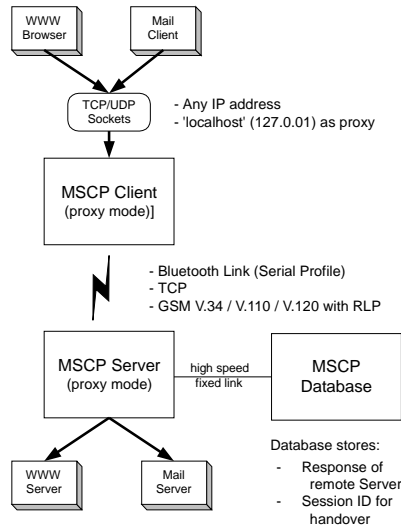 WWW
Browser
Mail
Client
TCP/UDP
Sockets
- Any IP address
- 'localhost' (127.0.01) as proxy
MSCP Client
(proxy mode)]
- Bluetooth Link (Serial Profile)
- TCP
- GSM V.34 / V.110 / V.120 with RLP
MSCP Server
(proxy mode)
high speed
fixed link
MSCP
Database
WWW
Server
Mail
Server
Database stores:
- Response of
remote Server
- Session ID for
handover